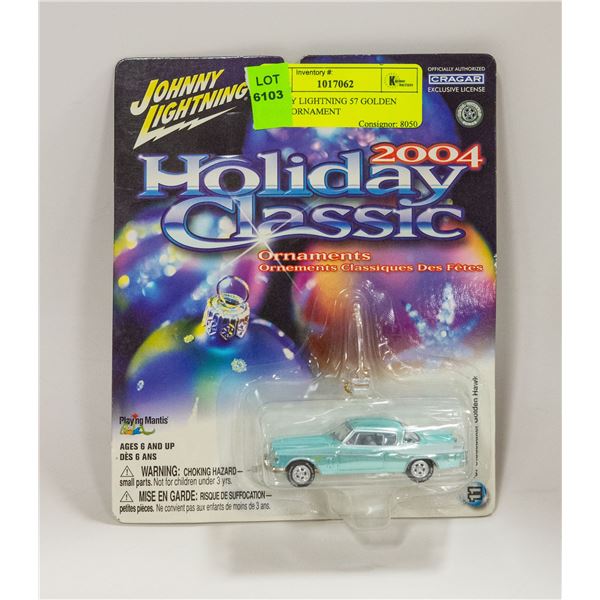 JOHNNY
LIGHTNING
LOT
6103
Inventory #:
1017062
Y LIGHTNING 57 GOLDEN
ORNAMENT
Consignor: 8050
OFFICIALLY AUTHORIZED
CRAGAR
EXCLUSIVE LICENSE
2004
Holiday
Classic
Ornaments
Ornements Classiques Des Fêtes
Playing Mantis
AGES 6 AND UP
DÈS 6 ANS
WARNING: CHOKING HAZARD—
small parts. Not for children under 3 yrs.
MISE EN GARDE: RISQUE DE SUFFOCATION—
petites pièces. Ne convient pas aux enfants de moins de 3 ans.
Golden Hawk
11